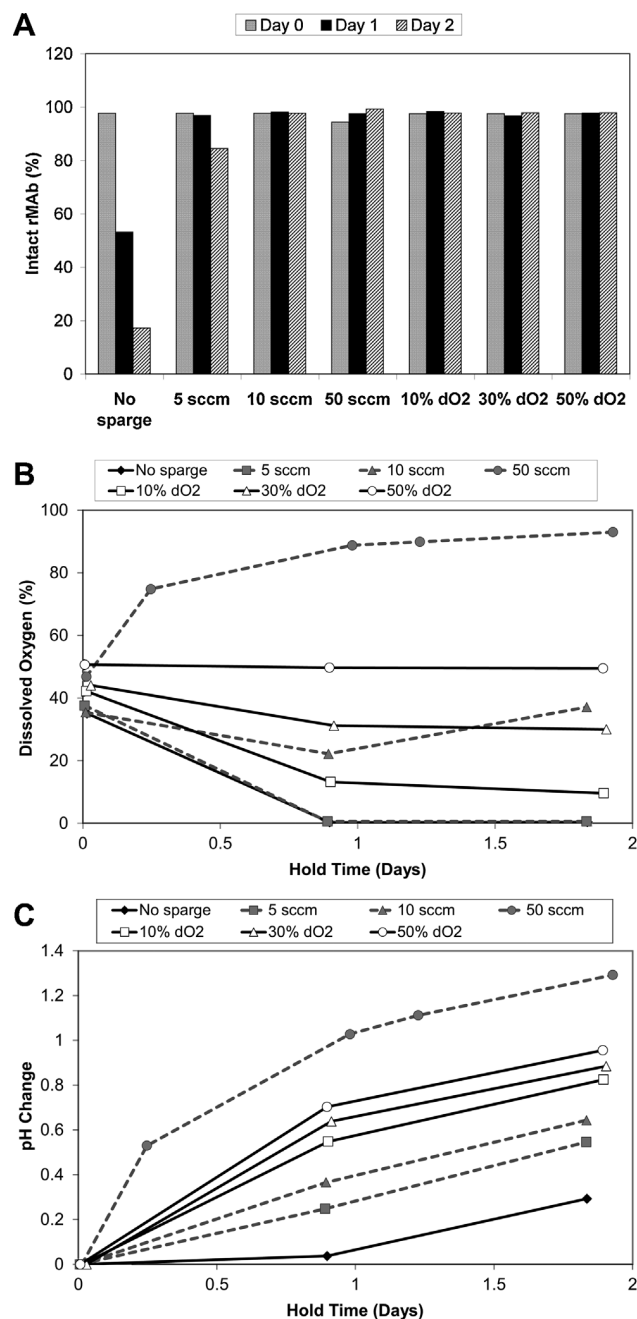 A
Day 0 Day 1 Day 2
120
100
80
60
40
20
0
Intact rMAb (%)
No sparge 5 sccm 10 sccm 50 sccm 10% dO2 30% dO2 50% dO2
B
No sparge 5 sccm 10 sccm 50 sccm
10% dO2 30% dO2 50% dO2
100
80
60
40
20
0
Dissolved Oxygen (%)
0 0.5 1 1.5 2
Hold Time (Days)
C
No sparge 5 sccm 10 sccm 50 sccm
10% dO2 30% dO2 50% dO2
1.4
1.2
1
0.8
0.6
0.4
0.2
0
pH Change
0 0.5 1 1.5 2
Hold Time (Days)